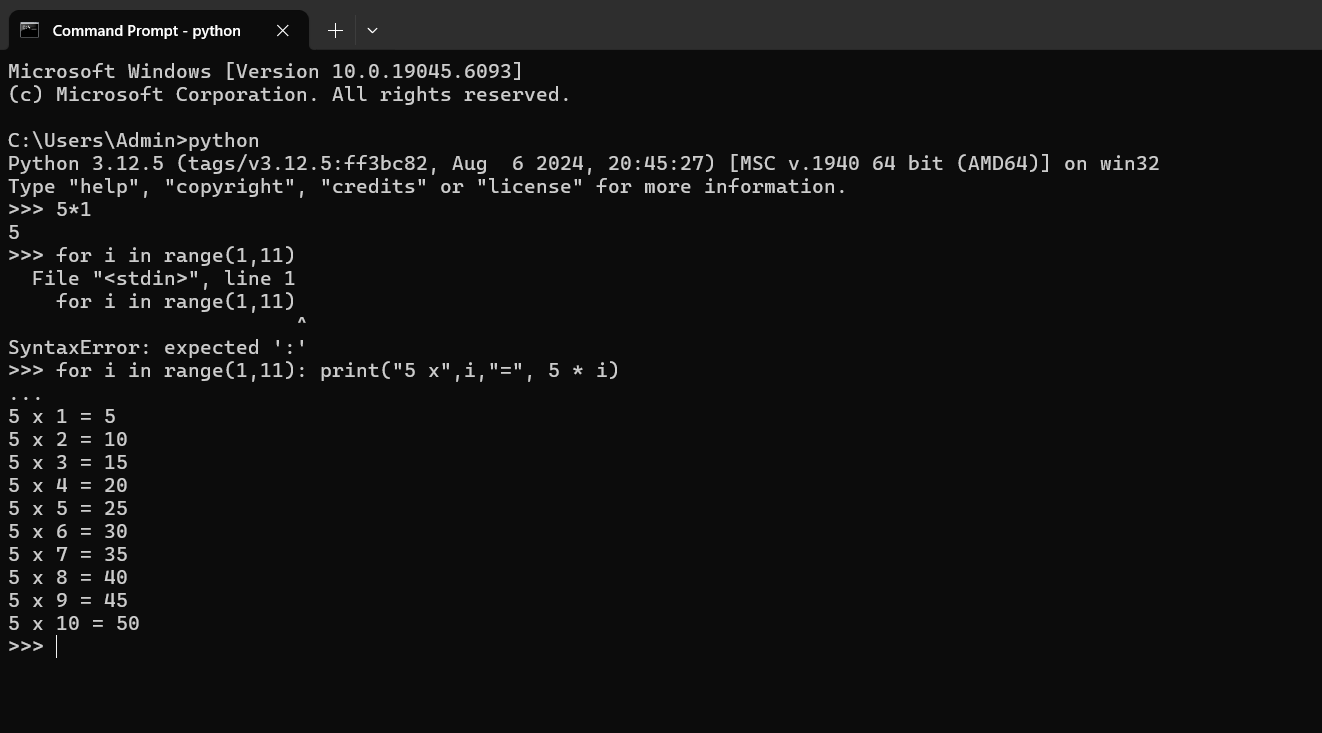 Command Prompt - python
Microsoft Windows [Version 10.0.19045.6093]
(c) Microsoft Corporation. All rights reserved.
C:\Users\Admin>python
Python 3.12.5 (tags/v3.12.5:ff3bc82, Aug  6 2024, 20:45:27) [MSC v.1940 64 bit (AMD64)] on win32
Type "help", "copyright", "credits" or "license" for more information.
>>> 5*1
5
>>> for i in range(1,11)
  File "<stdin>", line 1
    for i in range(1,11)
                        ^
SyntaxError: expected ':'
>>> for i in range(1,11): print("5 x",i,"=", 5 * i)
...
5 x 1 = 5
5 x 2 = 10
5 x 3 = 15
5 x 4 = 20
5 x 5 = 25
5 x 6 = 30
5 x 7 = 35
5 x 8 = 40
5 x 9 = 45
5 x 10 = 50
>>>